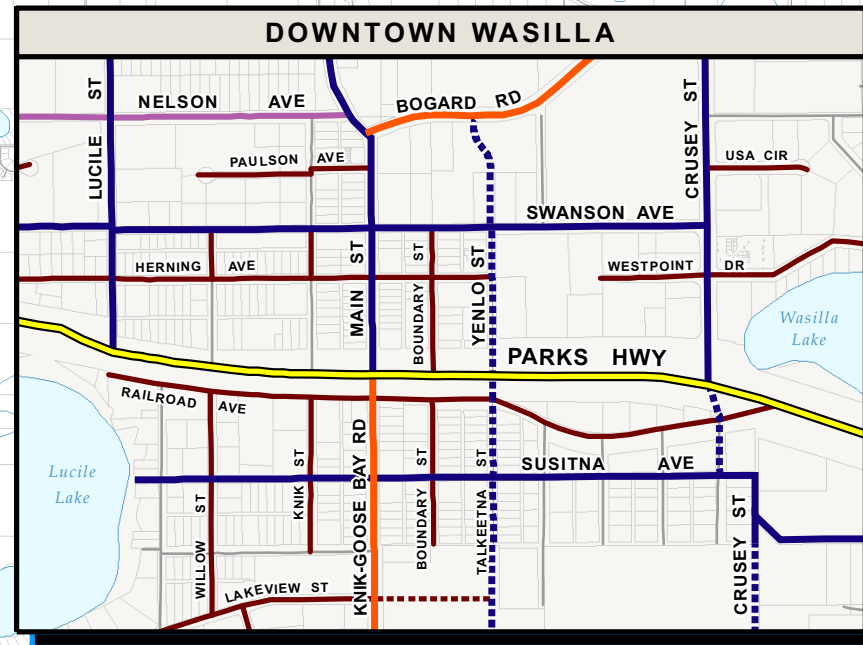 DOWNTOWN WASILLA
LUCILE ST
NELSON AVE
BOGARD RD
CRUSEY ST
PAULSON AVE
USA CIR
SWANSON AVE
HERNING AVE
MAIN ST
BOUNDARY ST
YENLO ST
WESTPOINT DR
Wasilla
Lake
PARKS HWY
RAILROAD AVE
Lucile
Lake
WILLOW ST
KNIK ST
KNIK-GOOSE BAY RD
BOUNDARY ST
TALKEETNA ST
SUSITNA AVE
CRUSEY ST
LAKEVIEW ST